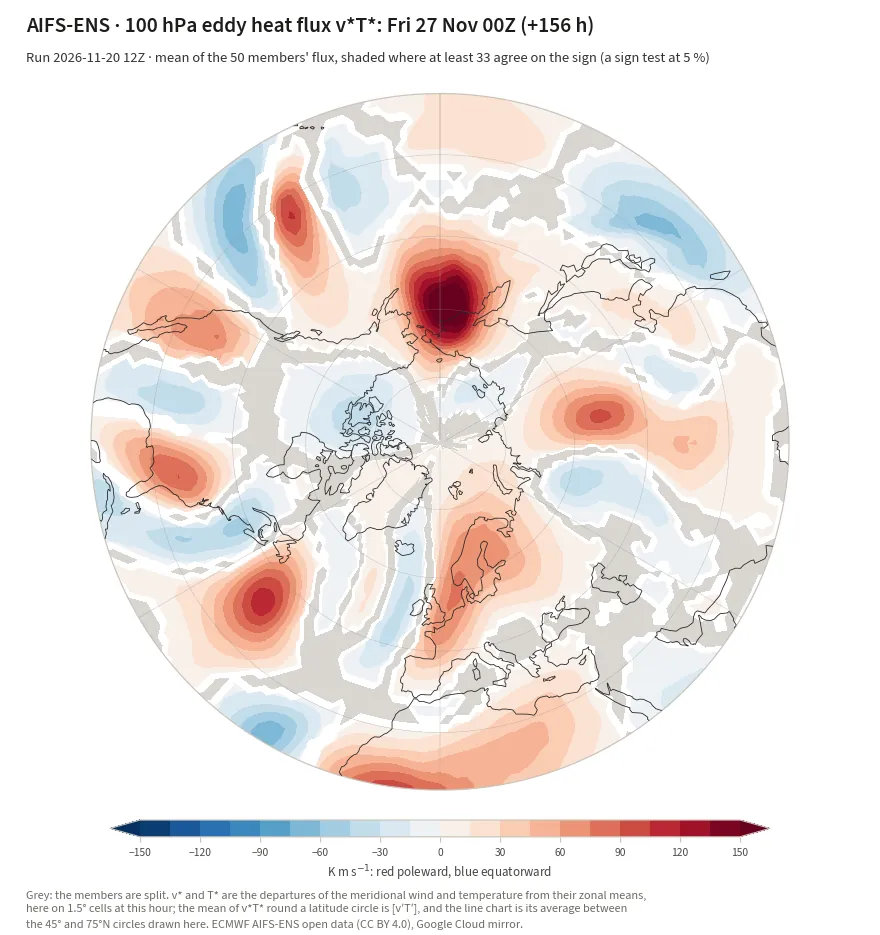 AIFS-ENS · 100 hPa eddy heat flux v*T*: Fri 27 Nov 00Z (+156 h)
Run 2026-11-20 12Z · mean of the 50 members' flux, shaded where at least 33 agree on the sign (a sign test at 5 %)
−150 −120 −90 −60 −30 0 30 60 90 120 150
K m s⁻¹: red poleward, blue equatorward
Grey: the members are split. v* and T* are the departures of the meridional wind and temperature from their zonal means,
here on 1.5° cells at this hour; the mean of v*T* round a latitude circle is [v′T′], and the line chart is its average between
the 45° and 75°N circles drawn here. ECMWF AIFS-ENS open data (CC BY 4.0), Google Cloud mirror.